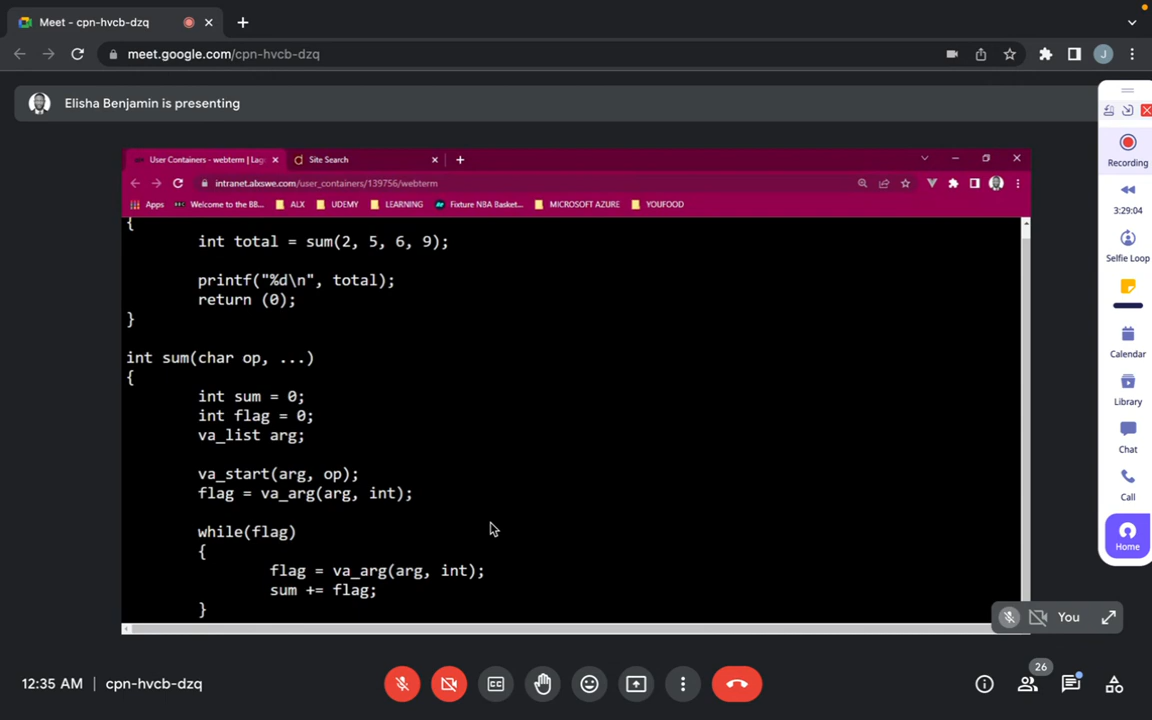 Meet - cpn-hvcb-dzq
meet.google.com/cpn-hvcb-dzq
J
Elisha Benjamin is presenting
User Containers - webterm | Lag
Site Search
intranet.alxswe.com/user_containers/139756/webterm
Apps
Welcome to the BB...
ALX
UDEMY
LEARNING
Fixture NBA Basket...
MICROSOFT AZURE
YOUFOOD
{
int total = sum(2, 5, 6, 9);
printf("%d\n", total);
return (0);
}
int sum(char op, ...)
{
int sum = 0;
int flag = 0;
va_list arg;
va_start(arg, op);
flag = va_arg(arg, int);
while(flag)
{
flag = va_arg(arg, int);
sum += flag;
}
Recording
3:29:04
Selfie Loop
Calendar
Library
Chat
Call
Home
You
12:35 AM | cpn-hvcb-dzq
CC
26